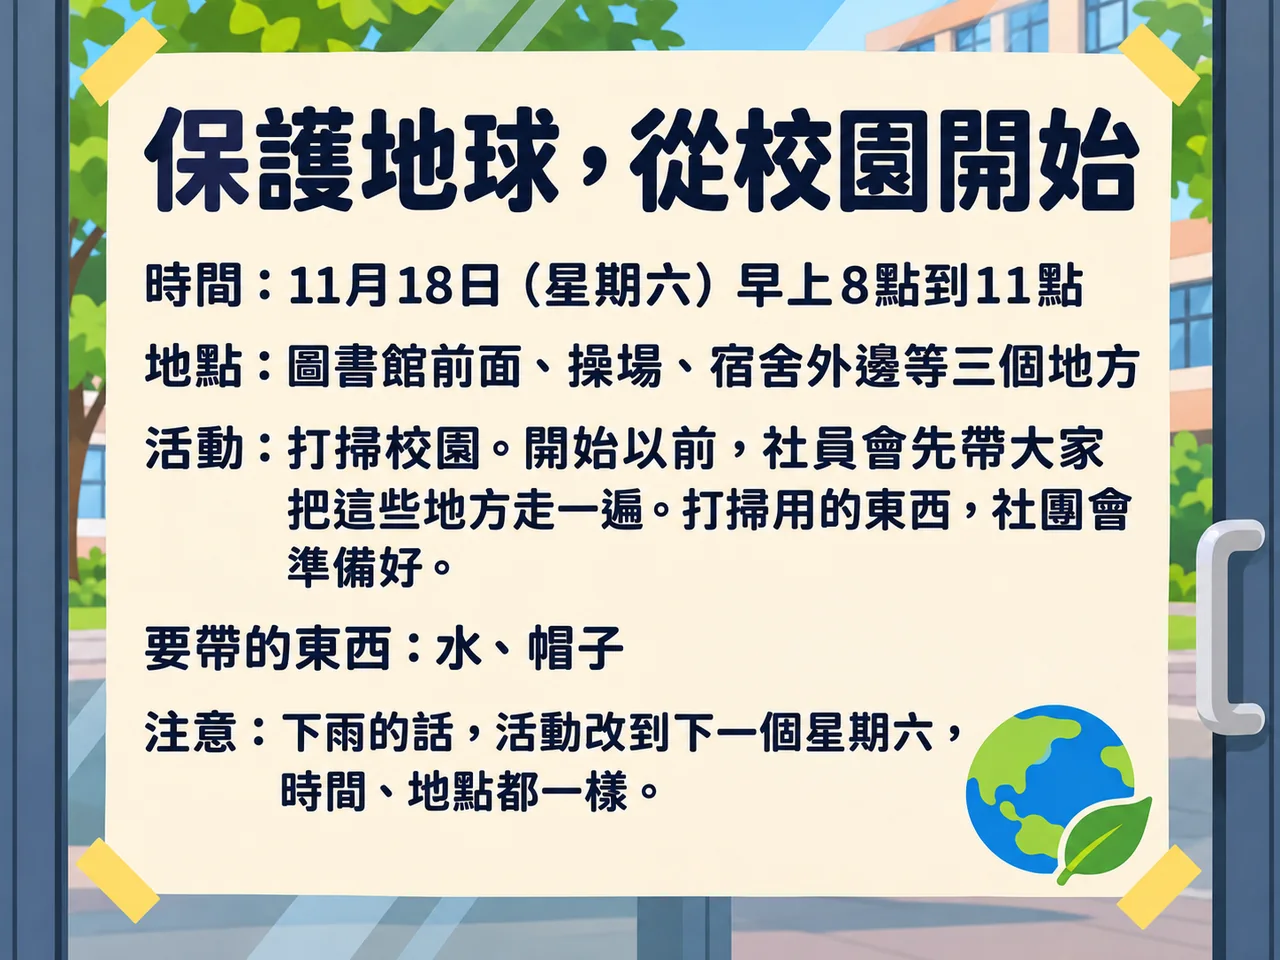 保護地球，從校園開始
時間：11月18日（星期六）早上8點到11點
地點：圖書館前面、操場、宿舍外邊等三個地方
活動：打掃校園。開始以前，社員會先帶大家
把這些地方走一遍。打掃用的東西，社團會
準備好。
要帶的東西：水、帽子
注意：下雨的話，活動改到下一個星期六，
時間、地點都一樣。